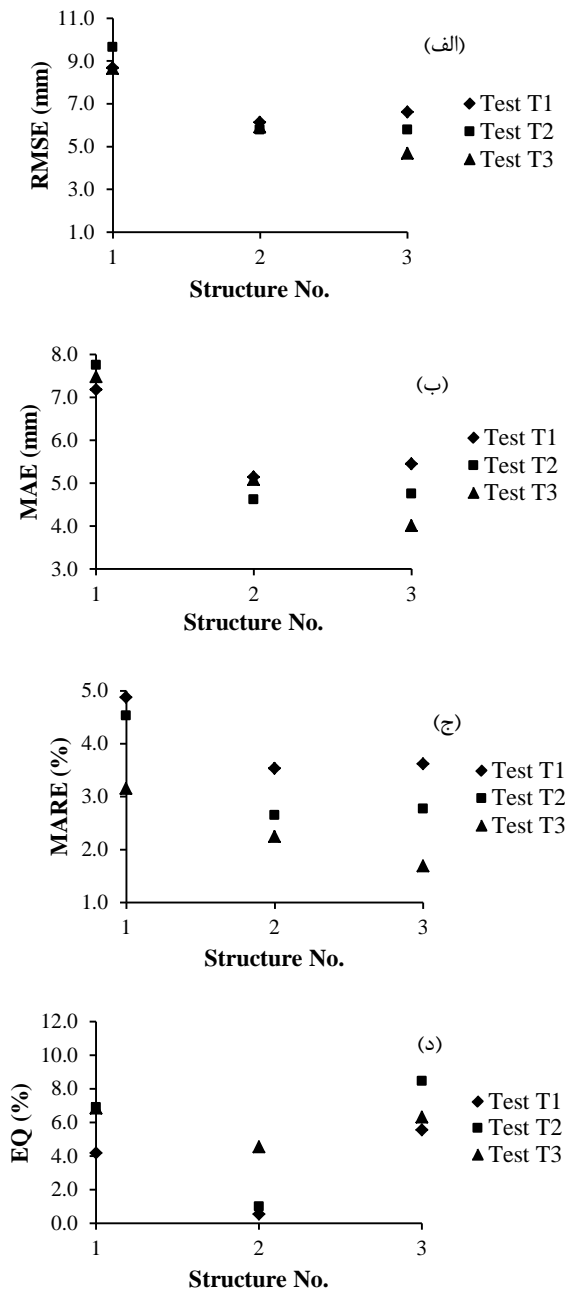 11.0
9.0
7.0
5.0
3.0
1.0
RMSE (mm)
(الف)
Test T1
Test T2
Test T3
1 2 3
Structure No.
8.0
7.0
6.0
5.0
4.0
3.0
MAE (mm)
(ب)
Test T1
Test T2
Test T3
1 2 3
Structure No.
5.0
4.0
3.0
2.0
1.0
MARE (%)
(ج)
Test T1
Test T2
Test T3
1 2 3
Structure No.
12.0
10.0
8.0
6.0
4.0
2.0
0.0
EQ (%)
(د)
Test T1
Test T2
Test T3
1 2 3
Structure No.